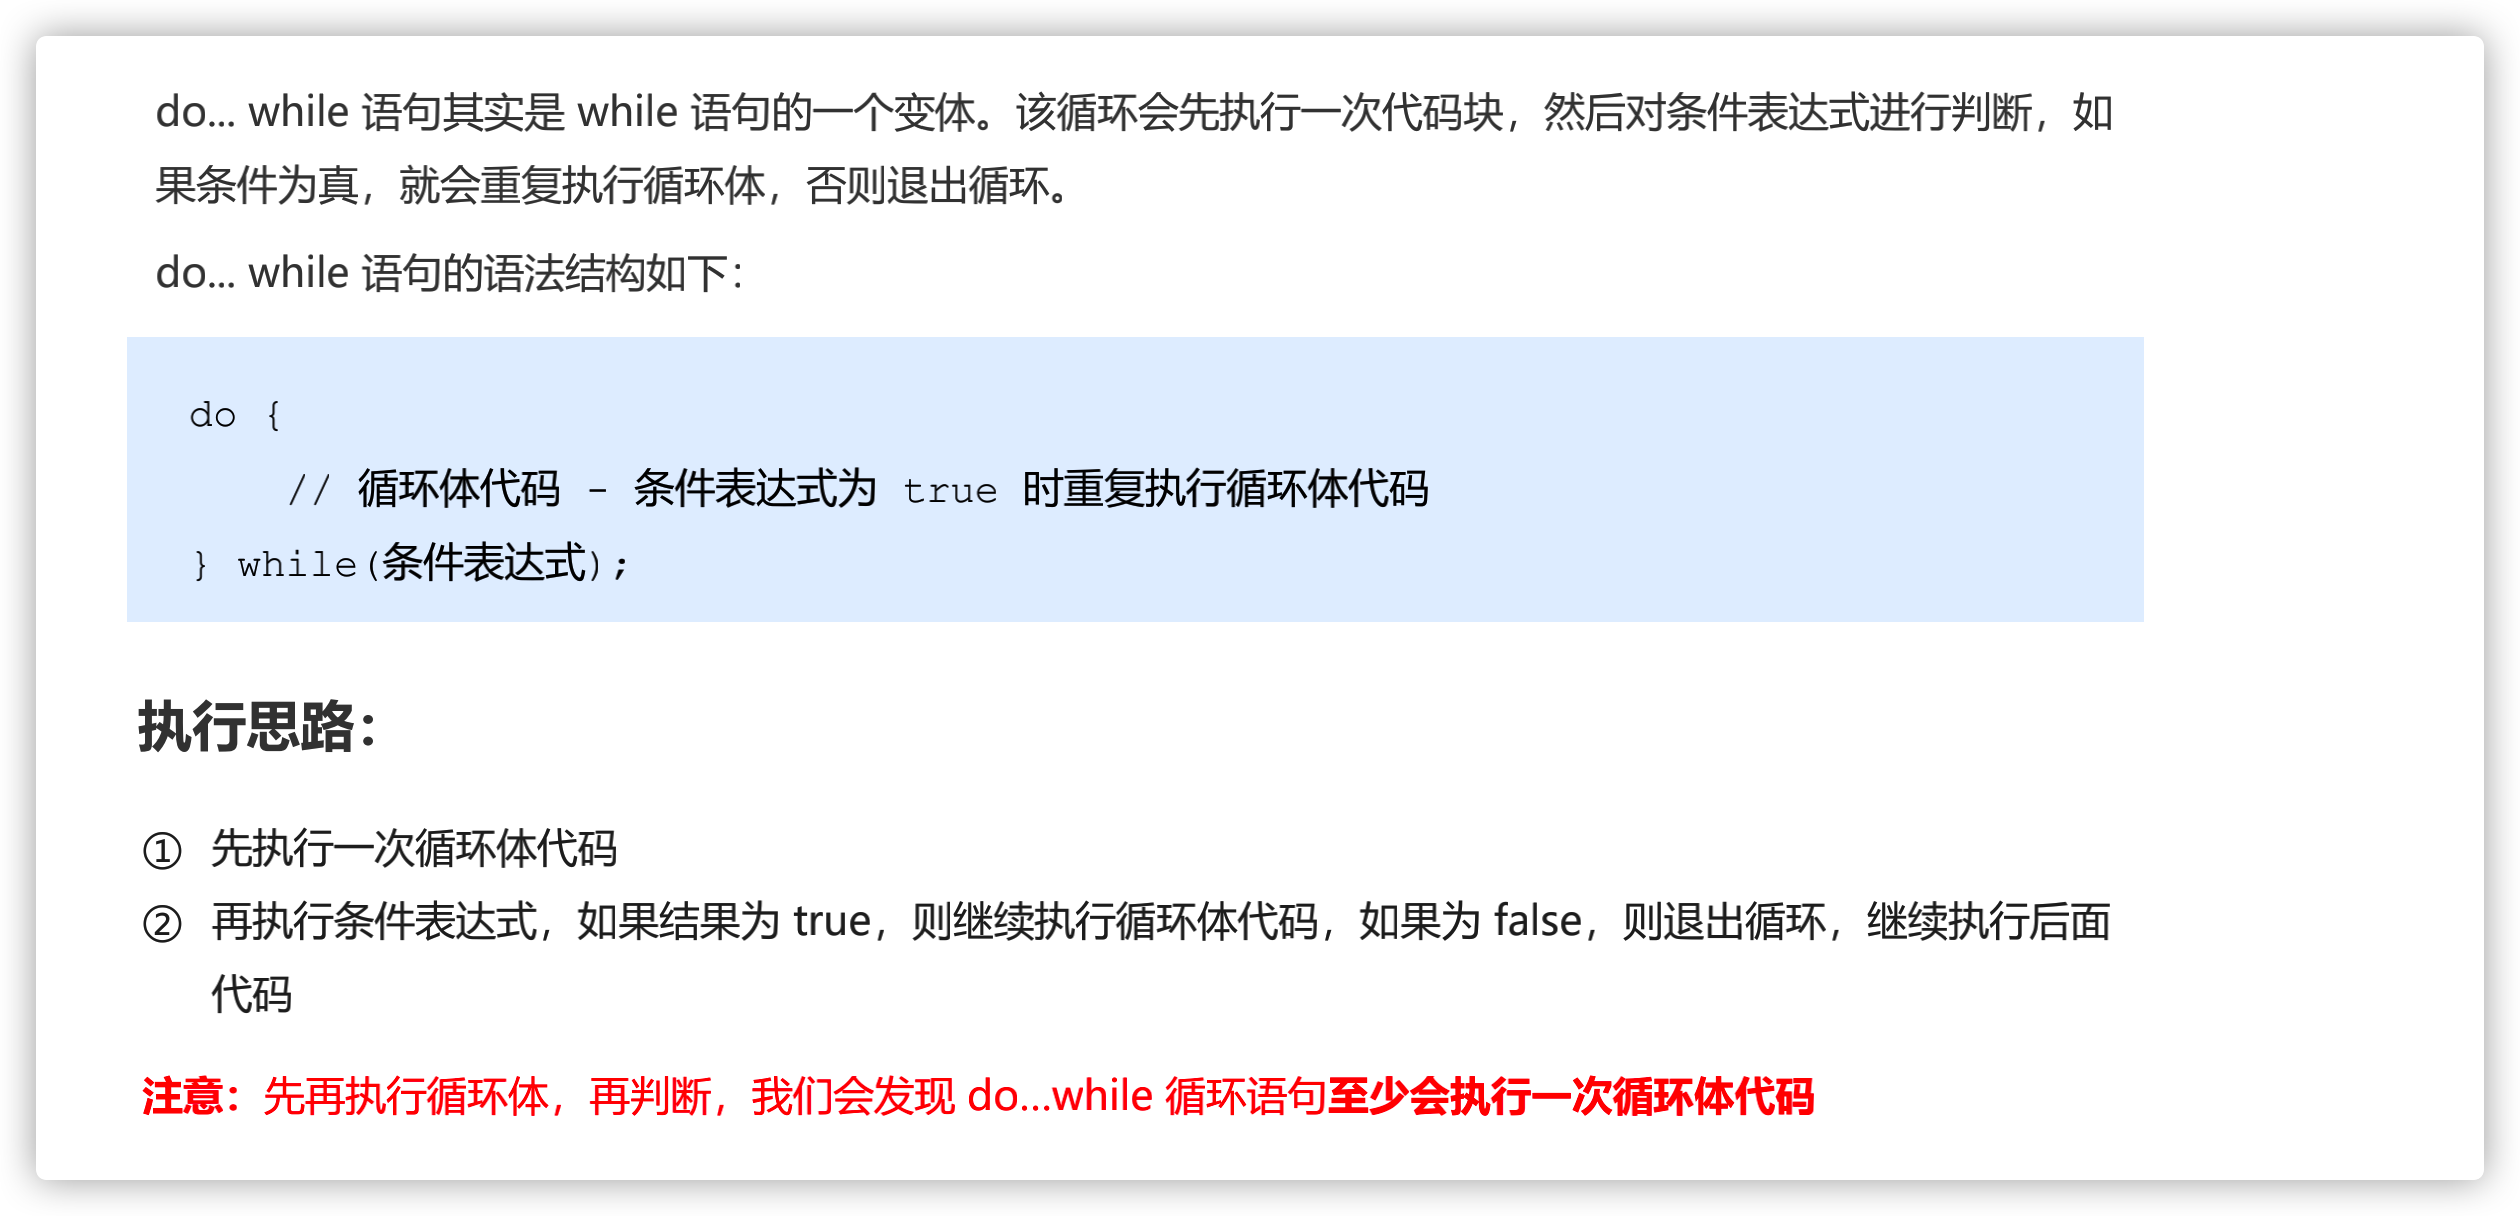 do... while 语句其实是 while 语句的一个变体。该循环会先执行一次代码块，然后对条件表达式进行判断，如
果条件为真，就会重复执行循环体，否则退出循环。
do... while 语句的语法结构如下：
do {
// 循环体代码 - 条件表达式为 true 时重复执行循环体代码
} while(条件表达式);
执行思路：
① 先执行一次循环体代码
② 再执行条件表达式，如果结果为 true，则继续执行循环体代码，如果为 false，则退出循环，继续执行后面
代码
注意：先再执行循环体，再判断，我们会发现 do...while 循环语句至少会执行一次循环体代码